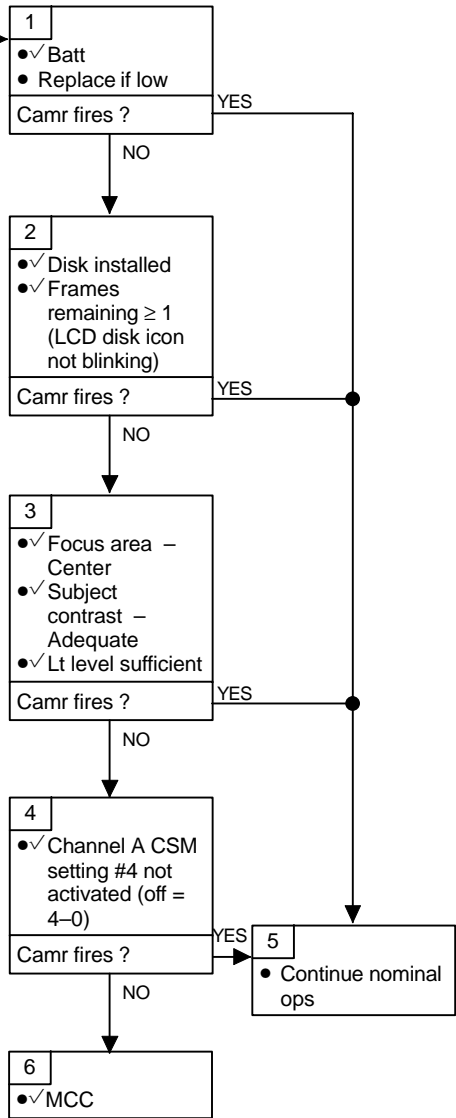 1
●✓Batt
● Replace if low
Camr fires ?
YES
NO
2
●✓Disk installed
●✓Frames
remaining ≥ 1
(LCD disk icon
not blinking)
Camr fires ?
YES
NO
3
●✓Focus area –
Center
●✓Subject
contrast –
Adequate
●✓Lt level sufficient
Camr fires ?
YES
NO
4
●✓Channel A CSM
setting #4 not
activated (off =
4–0)
Camr fires ?
YES
NO
5
● Continue nominal
ops
6
●✓MCC